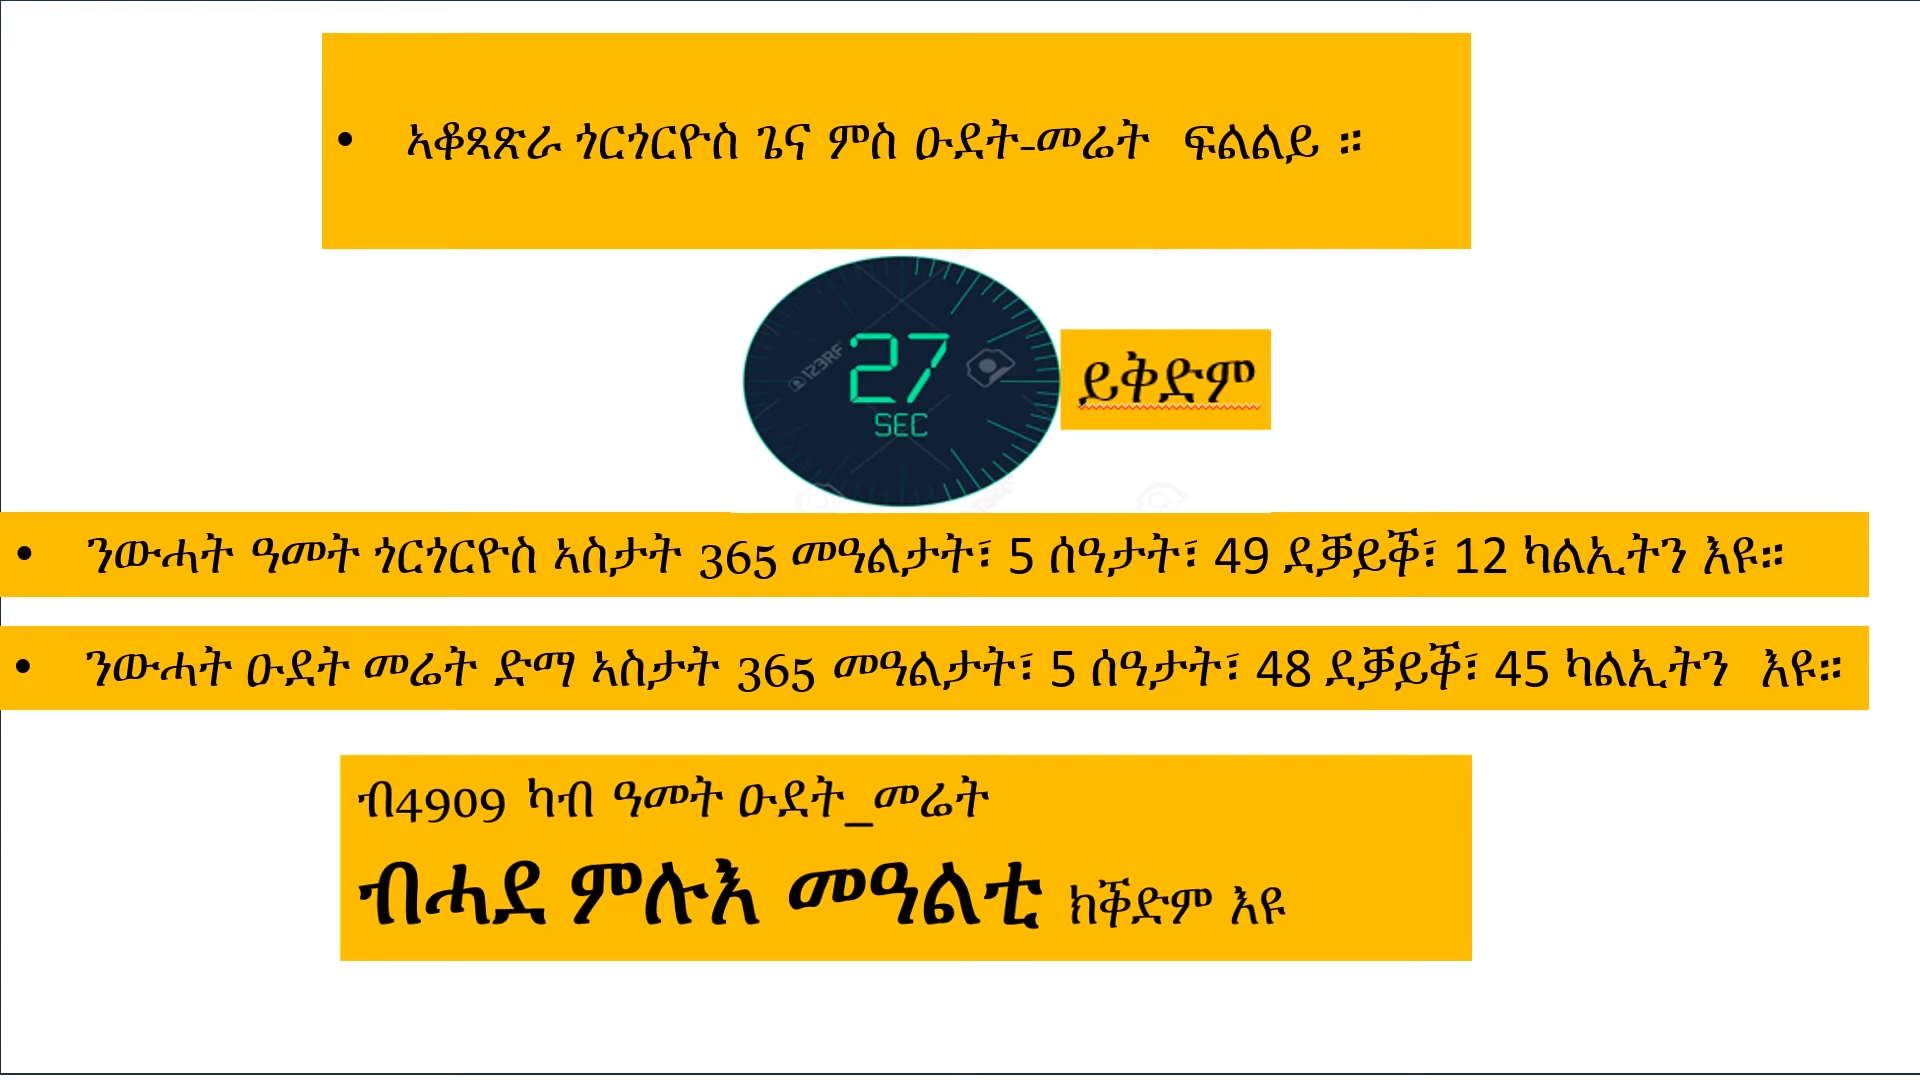 • ኣቆጻጽራ ጎርጎርዮስ ጌና ምስ ዑደት-መሬት ፍልልይ ።
27
SEC
123RF
ይቅድም
• ንውሓት ዓመት ጎርጎርዮስ ኣስታት 365 መዓልታት፣ 5 ሰዓታት፣ 49 ደቓይቕ፣ 12 ካልኢትን እዩ።
• ንውሓት ዑደት መሬት ድማ ኣስታት 365 መዓልታት፣ 5 ሰዓታት፣ 48 ደቓይቕ፣ 45 ካልኢትን እዩ።
ብ4909 ካብ ዓመት ዑደት_መሬት
ብሓደ ምሉእ መዓልቲ ክቕድም እዩ